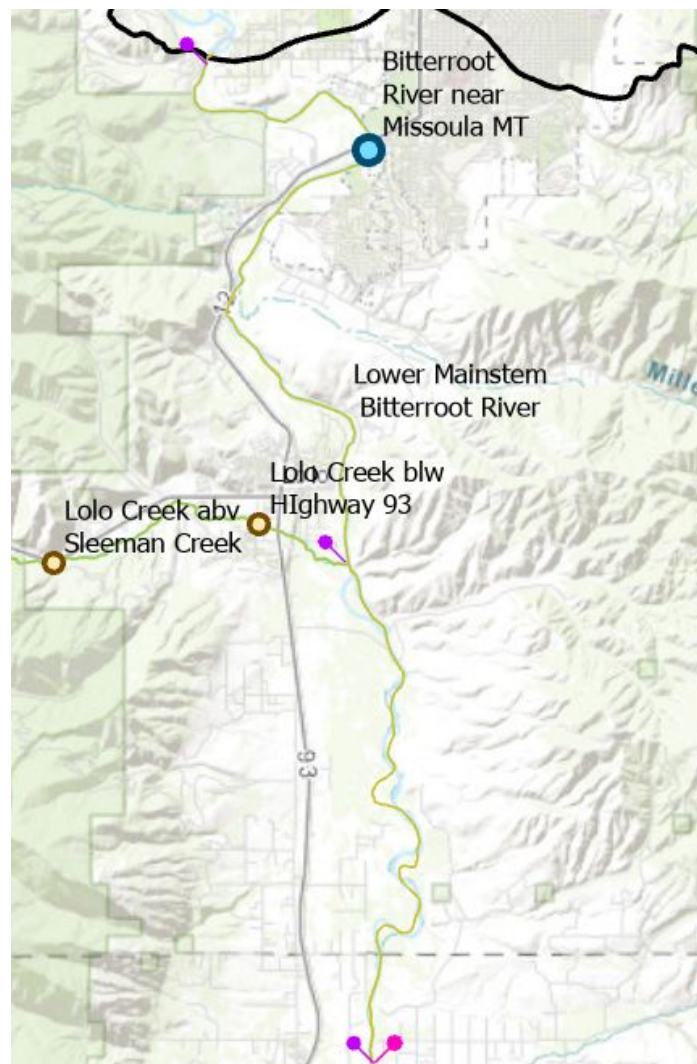 Bitterroot
River near
Missoula MT
12
Lower Mainstem
Bitterroot River
Lolo Creek blw
HIghway 93
Lolo Creek abv
Sleeman Creek
93